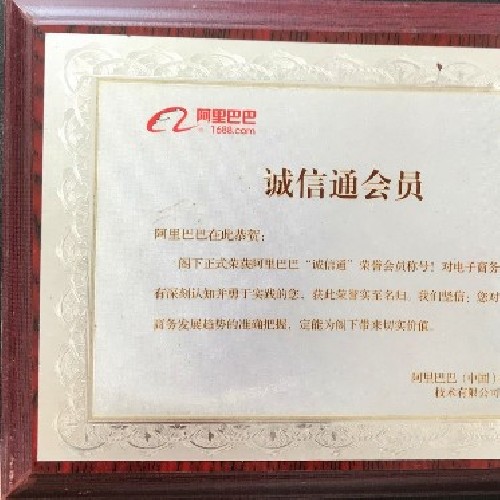 阿里巴巴
1688.com
诚信通会员
阿里巴巴在此恭贺：
阁下正式荣获阿里巴巴“诚信通”荣誉会员称号！对电子商务
有深刻认知并勇于实践的您，获此荣誉实至名归。我们坚信：您对
商务发展趋势的准确把握，定能为阁下带来切实价值。
阿里巴巴（中国）
技术有限公司